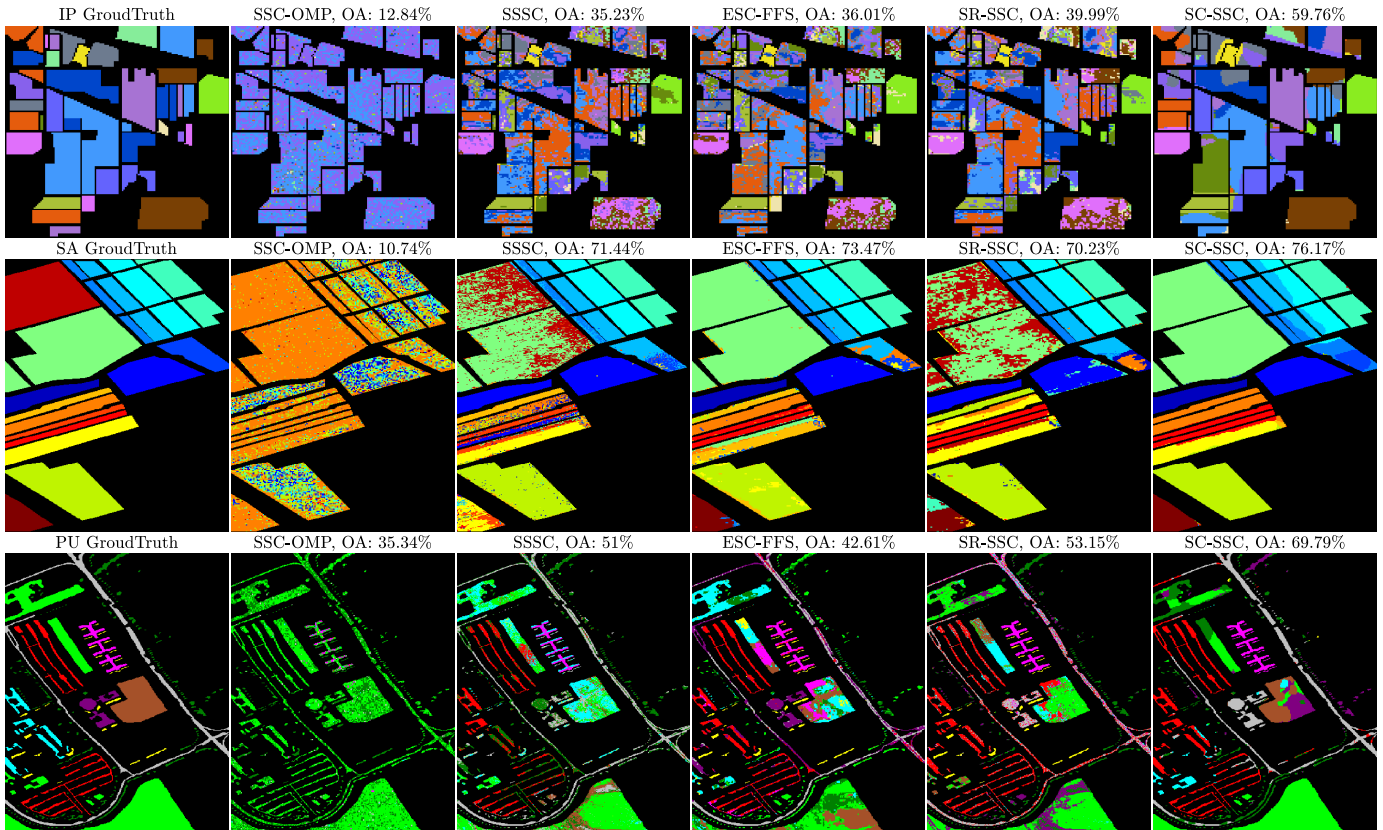 IP GroudTruth
SSC-OMP, OA: 12.84%
SSSC, OA: 35.23%
ESC-FFS, OA: 36.01%
SR-SSC, OA: 39.99%
SC-SSC, OA: 59.76%
SA GroudTruth
SSC-OMP, OA: 10.74%
SSSC, OA: 71.44%
ESC-FFS, OA: 73.47%
SR-SSC, OA: 70.23%
SC-SSC, OA: 76.17%
PU GroudTruth
SSC-OMP, OA: 35.34%
SSSC, OA: 51%
ESC-FFS, OA: 42.61%
SR-SSC, OA: 53.15%
SC-SSC, OA: 69.79%